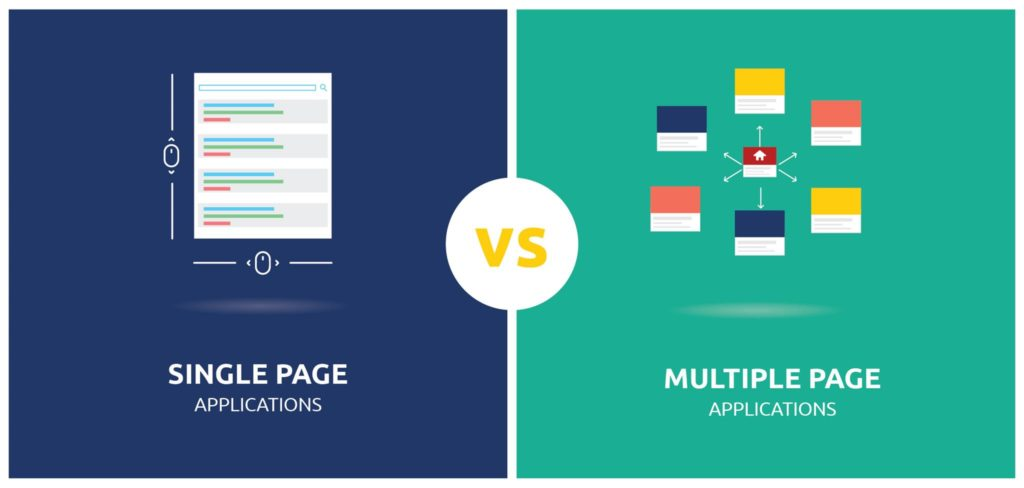 SINGLE PAGE
APPLICATIONS
VS
MULTIPLE PAGE
APPLICATIONS